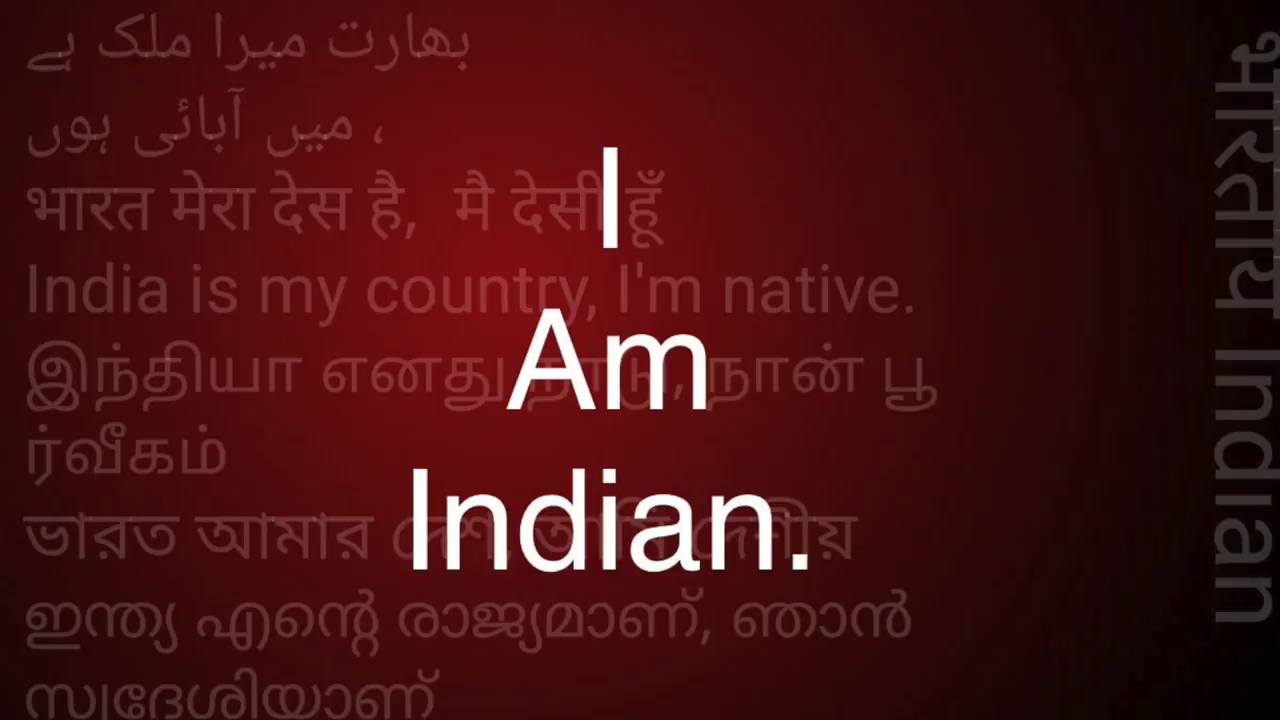 بھارت میرا ملک ہے
، میں آبائی ہوں
भारत मेरा देस है, मै देसी हूँ
India is my country, I'm native.
இந்தியா எனது நாடு, நான் பூ
ர்வீகம்
ভারত আমার দেশ, আমি দেশীয়
ഇന്ത്യ എന്റെ രാജ്യമാണ്, ഞാൻ
സ്വദേശിയാണ്
I
Am
Indian.
भारतीय Indian